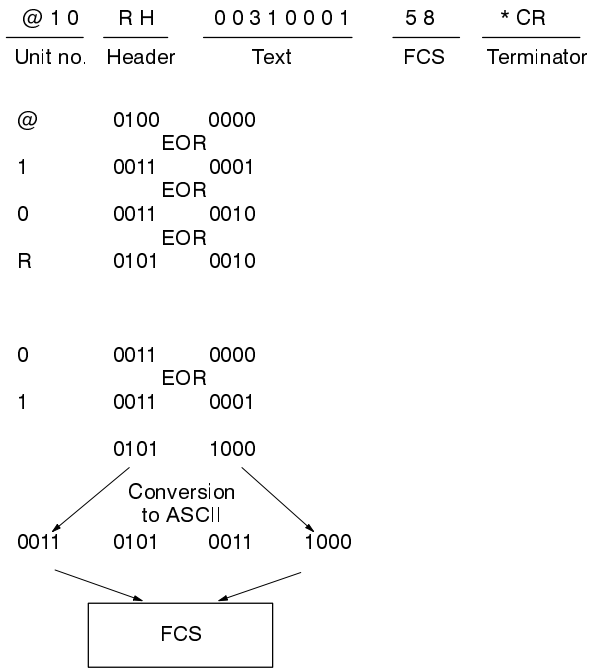 @ 1 0 R H 0 0 3 1 0 0 0 1 5 8 * CR
Unit no. Header Text FCS Terminator
@ 0100 0000
EOR
1 0011 0001
EOR
0 0011 0010
EOR
R 0101 0010
0 0011 0000
EOR
1 0011 0001
0101 1000
Conversion
to ASCII
0011 0101 0011 1000
FCS